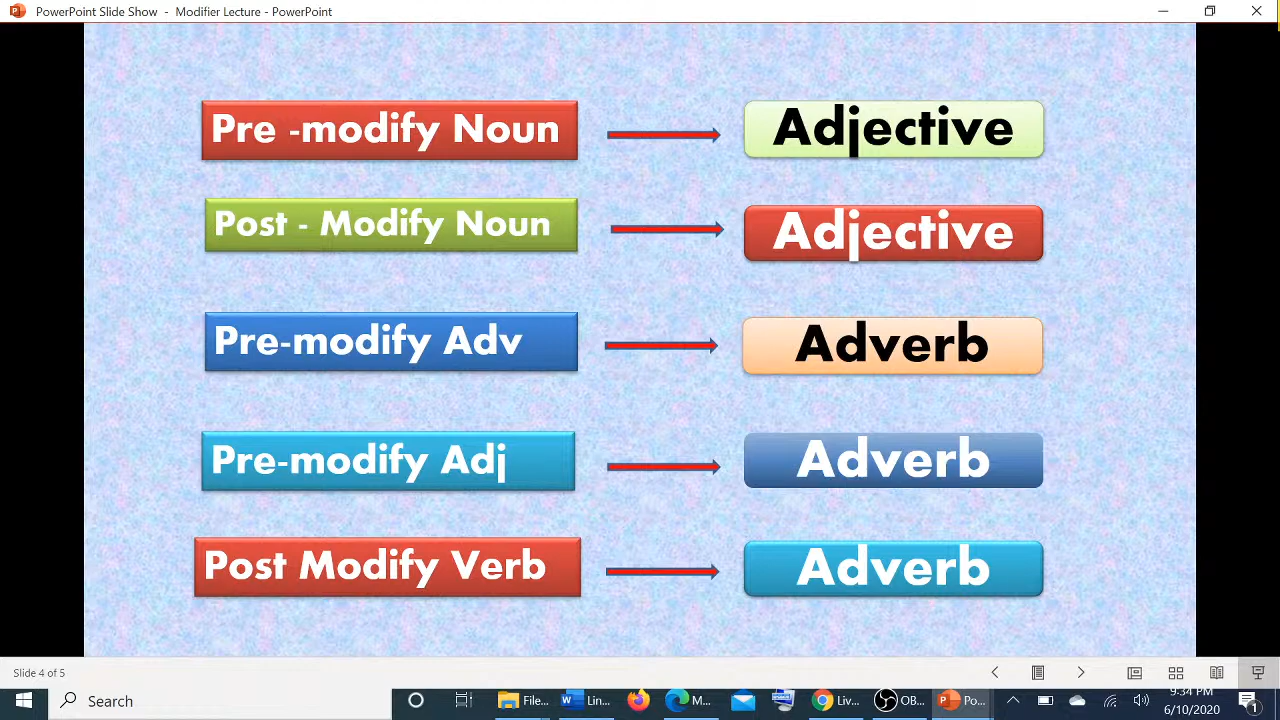 PowerPoint Slide Show - Modifier Lecture - PowerPoint
Pre -modify Noun
Adjective
Post - Modify Noun
Adjective
Pre-modify Adv
Adverb
Pre-modify Adj
Adverb
Post Modify Verb
Adverb
Slide 4 of 5
Search
File...
Lin...
M...
Liv...
OB...
Po...
9:34 PM
6/10/2020
1